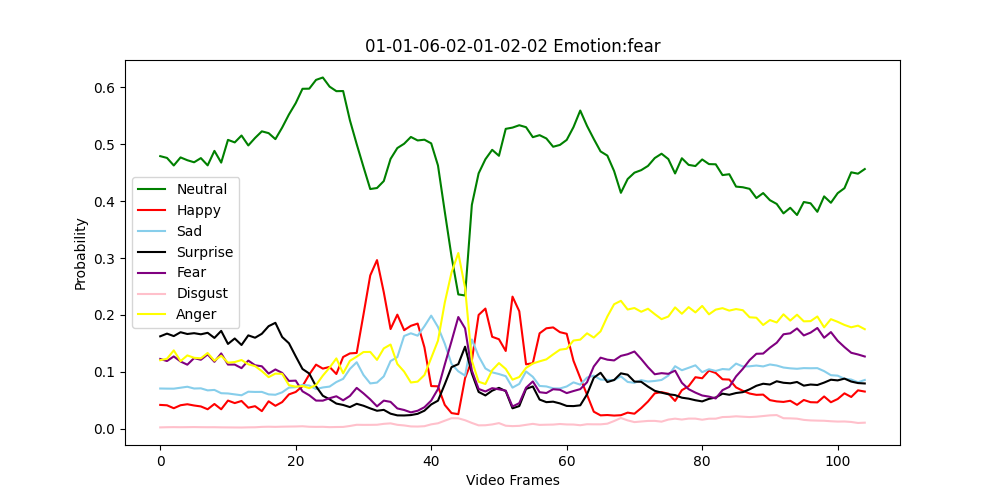 01-01-06-02-01-02-02 Emotion:fear
Probability
0.6
0.5
0.4
0.3
0.2
0.1
0.0
Neutral
Happy
Sad
Surprise
Fear
Disgust
Anger
0 20 40 60 80 100
Video Frames